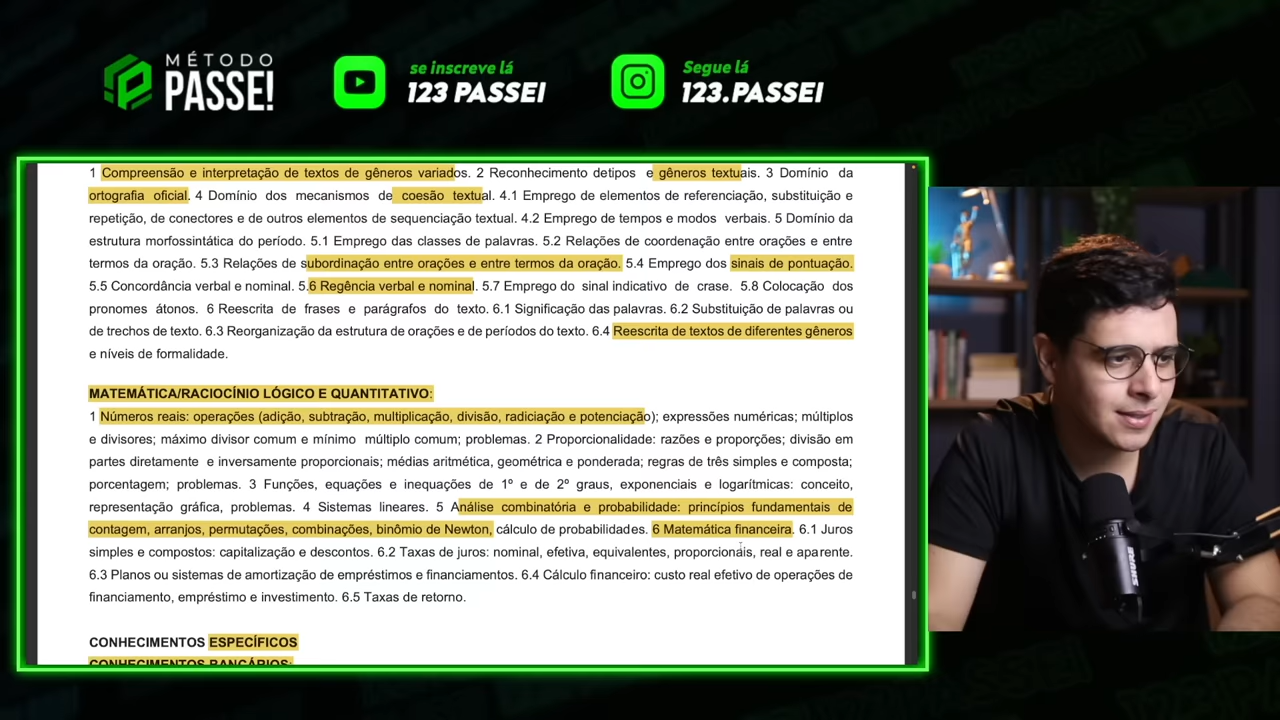 MÉTODO
PASSE!
se inscreve lá
123 PASSEI
Segue lá
123.PASSEI
1 Compreensão e interpretação de textos de gêneros variados. 2 Reconhecimento detipos e gêneros textuais. 3 Domínio da
ortografia oficial. 4 Domínio dos mecanismos de coesão textual. 4.1 Emprego de elementos de referenciação, substituição e
repetição, de conectores e de outros elementos de sequenciação textual. 4.2 Emprego de tempos e modos verbais. 5 Domínio da
estrutura morfossintática do período. 5.1 Emprego das classes de palavras. 5.2 Relações de coordenação entre orações e entre
termos da oração. 5.3 Relações de subordinação entre orações e entre termos da oração. 5.4 Emprego dos sinais de pontuação.
5.5 Concordância verbal e nominal. 5.6 Regência verbal e nominal. 5.7 Emprego do sinal indicativo de crase. 5.8 Colocação dos
pronomes átonos. 6 Reescrita de frases e parágrafos do texto. 6.1 Significação das palavras. 6.2 Substituição de palavras ou
de trechos de texto. 6.3 Reorganização da estrutura de orações e de períodos do texto. 6.4 Reescrita de textos de diferentes gêneros
e níveis de formalidade.
MATEMÁTICA/RACIOCÍNIO LÓGICO E QUANTITATIVO:
1 Números reais: operações (adição, subtração, multiplicação, divisão, radiciação e potenciação); expressões numéricas; múltiplos
e divisores; máximo divisor comum e mínimo múltiplo comum; problemas. 2 Proporcionalidade: razões e proporções; divisão em
partes diretamente e inversamente proporcionais; médias aritmética, geométrica e ponderada; regras de três simples e composta;
porcentagem; problemas. 3 Funções, equações e inequações de 1º e de 2º graus, exponenciais e logarítmicas: conceito,
representação gráfica, problemas. 4 Sistemas lineares. 5 Análise combinatória e probabilidade: princípios fundamentais de
contagem, arranjos, permutações, combinações, binômio de Newton, cálculo de probabilidades. 6 Matemática financeira. 6.1 Juros
simples e compostos: capitalização e descontos. 6.2 Taxas de juros: nominal, efetiva, equivalentes, proporcionais, real e aparente.
6.3 Planos ou sistemas de amortização de empréstimos e financiamentos. 6.4 Cálculo financeiro: custo real efetivo de operações de
financiamento, empréstimo e investimento. 6.5 Taxas de retorno.
CONHECIMENTOS ESPECÍFICOS
CONHECIMENTOS BANCÁRIOS:
SHURE